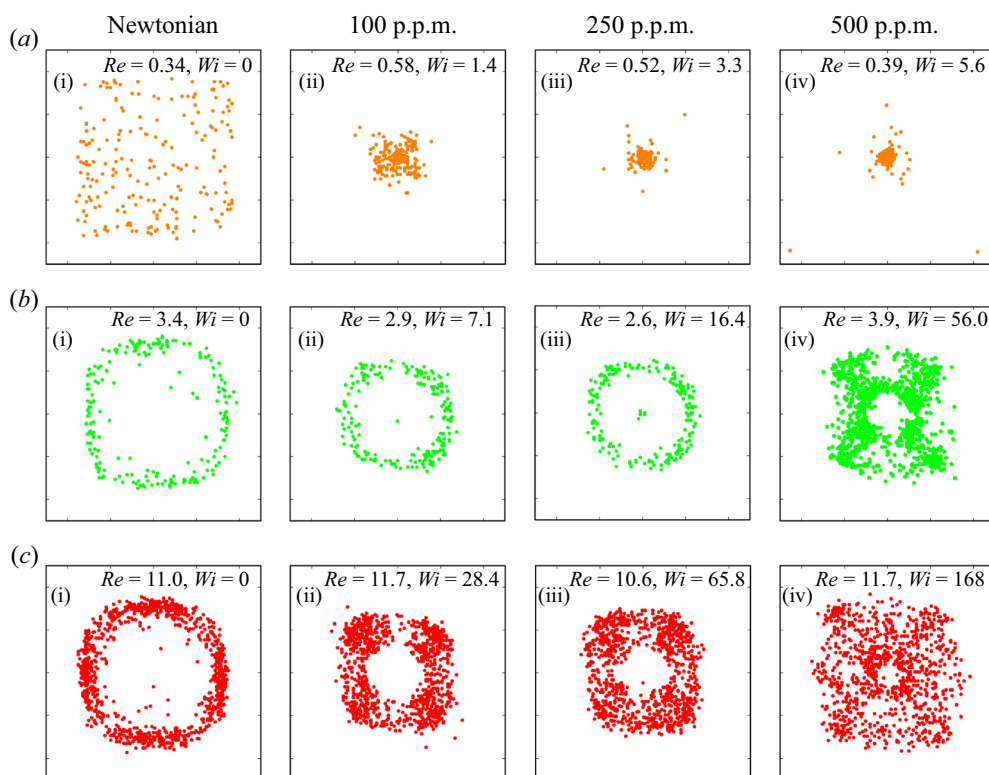 Newtonian 100 p.p.m. 250 p.p.m. 500 p.p.m.
(a)
Re = 0.34, Wi = 0 Re = 0.58, Wi = 1.4 Re = 0.52, Wi = 3.3 Re = 0.39, Wi = 5.6
(i) (ii) (iii) (iv)
(b)
Re = 3.4, Wi = 0 Re = 2.9, Wi = 7.1 Re = 2.6, Wi = 16.4 Re = 3.9, Wi = 56.0
(i) (ii) (iii) (iv)
(c)
Re = 11.0, Wi = 0 Re = 11.7, Wi = 28.4 Re = 10.6, Wi = 65.8 Re = 11.7, Wi = 168
(i) (ii) (iii) (iv)